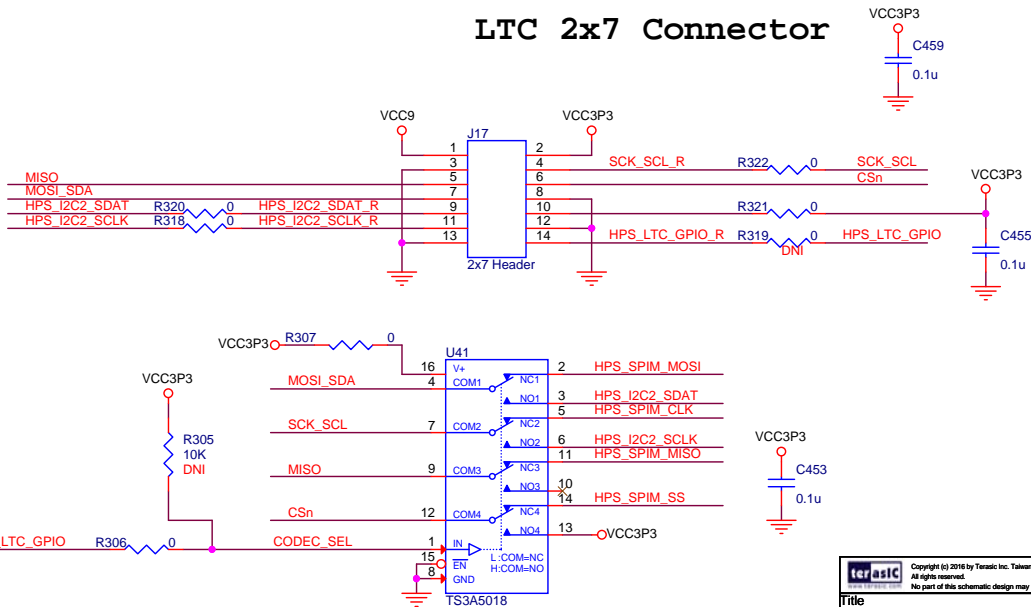 LTC 2x7 Connector
VCC3P3
C459
0.1u
VCC9
J17
VCC3P3
1
2
3
4
SCK_SCL_R
R322
0
SCK_SCL
MISO
5
6
CSn
VCC3P3
MOSI_SDA
7
8
HPS_I2C2_SDAT
R320
0
HPS_I2C2_SDAT_R
9
10
R321
0
HPS_I2C2_SCLK
R318
0
HPS_I2C2_SCLK_R
11
12
13
14
HPS_LTC_GPIO_R
R319
0
DNI
HPS_LTC_GPIO
C455
0.1u
2x7 Header
VCC3P3
R307
0
U41
16
V+
2
HPS_SPIM_MOSI
MOSI_SDA
4
COM1
NC1
NO1
3
HPS_I2C2_SDAT
5
HPS_SPIM_CLK
SCK_SCL
7
COM2
NC2
NO2
6
HPS_I2C2_SCLK
11
HPS_SPIM_MISO
MISO
9
COM3
NC3
NO3
10
14
HPS_SPIM_SS
CSn
12
COM4
NC4
NO4
13
VCC3P3
VCC3P3
R305
10K
DNI
LTC_GPIO
R306
0
CODEC_SEL
1
IN
15
EN
8
GND
L:COM=NC
H:COM=NO
TS3A5018
VCC3P3
C453
0.1u
terasIC
www.terasic.com
Copyright (c) 2016 by Terasic Inc. Taiwan
All rights reserved.
No part of this schematic design may
Title